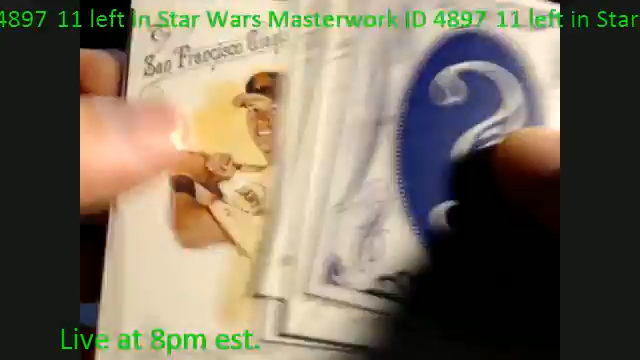 4897 11 left in Star Wars Masterwork ID 4897 11 left in Star
San Francisco Giants
?
Live at 8pm est.